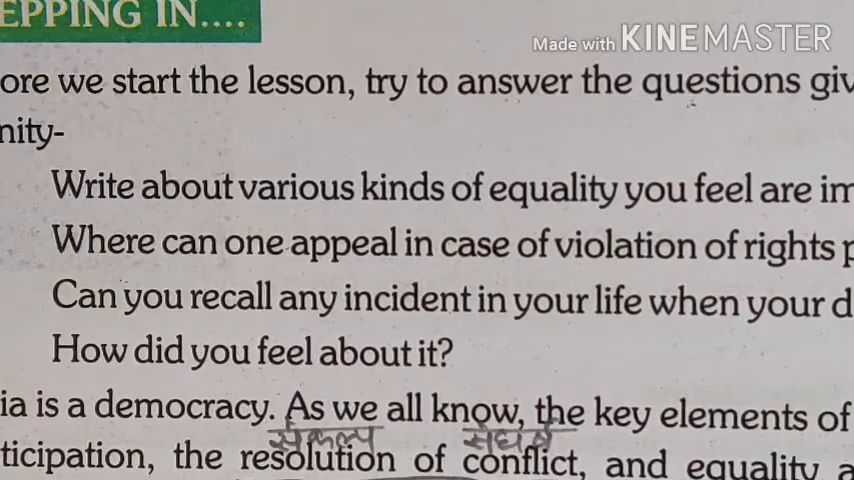 EPPING IN....
Made with KINEMASTER
ore we start the lesson, try to answer the questions giv
nity-
Write about various kinds of equality you feel are im
Where can one appeal in case of violation of rights p
Can you recall any incident in your life when your d
How did you feel about it?
ia is a democracy. As we all know, the key elements of
संकल्प संघर्ष
ticipation, the resolution of conflict, and equality a